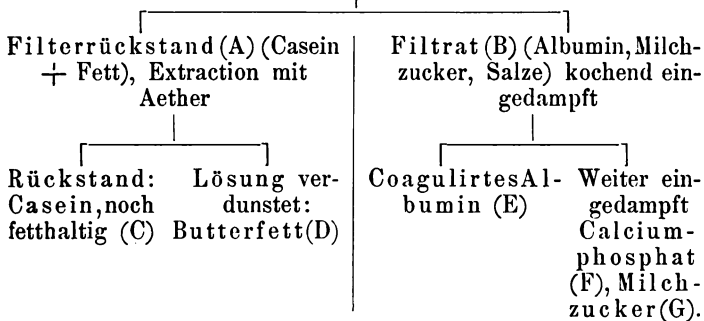 Filterrückstand (A) (Casein
+ Fett), Extraction mit
Aether
Filtrat (B) (Albumin, Milch-
zucker, Salze) kochend ein-
gedampft
Rückstand:
Casein, noch
fetthaltig (C)
Lösung ver-
dunstet:
Butterfett (D)
Coagulirtes Al-
bumin (E)
Weiter ein-
gedampft
Calcium-
phosphat
(F), Milch-
zucker (G).